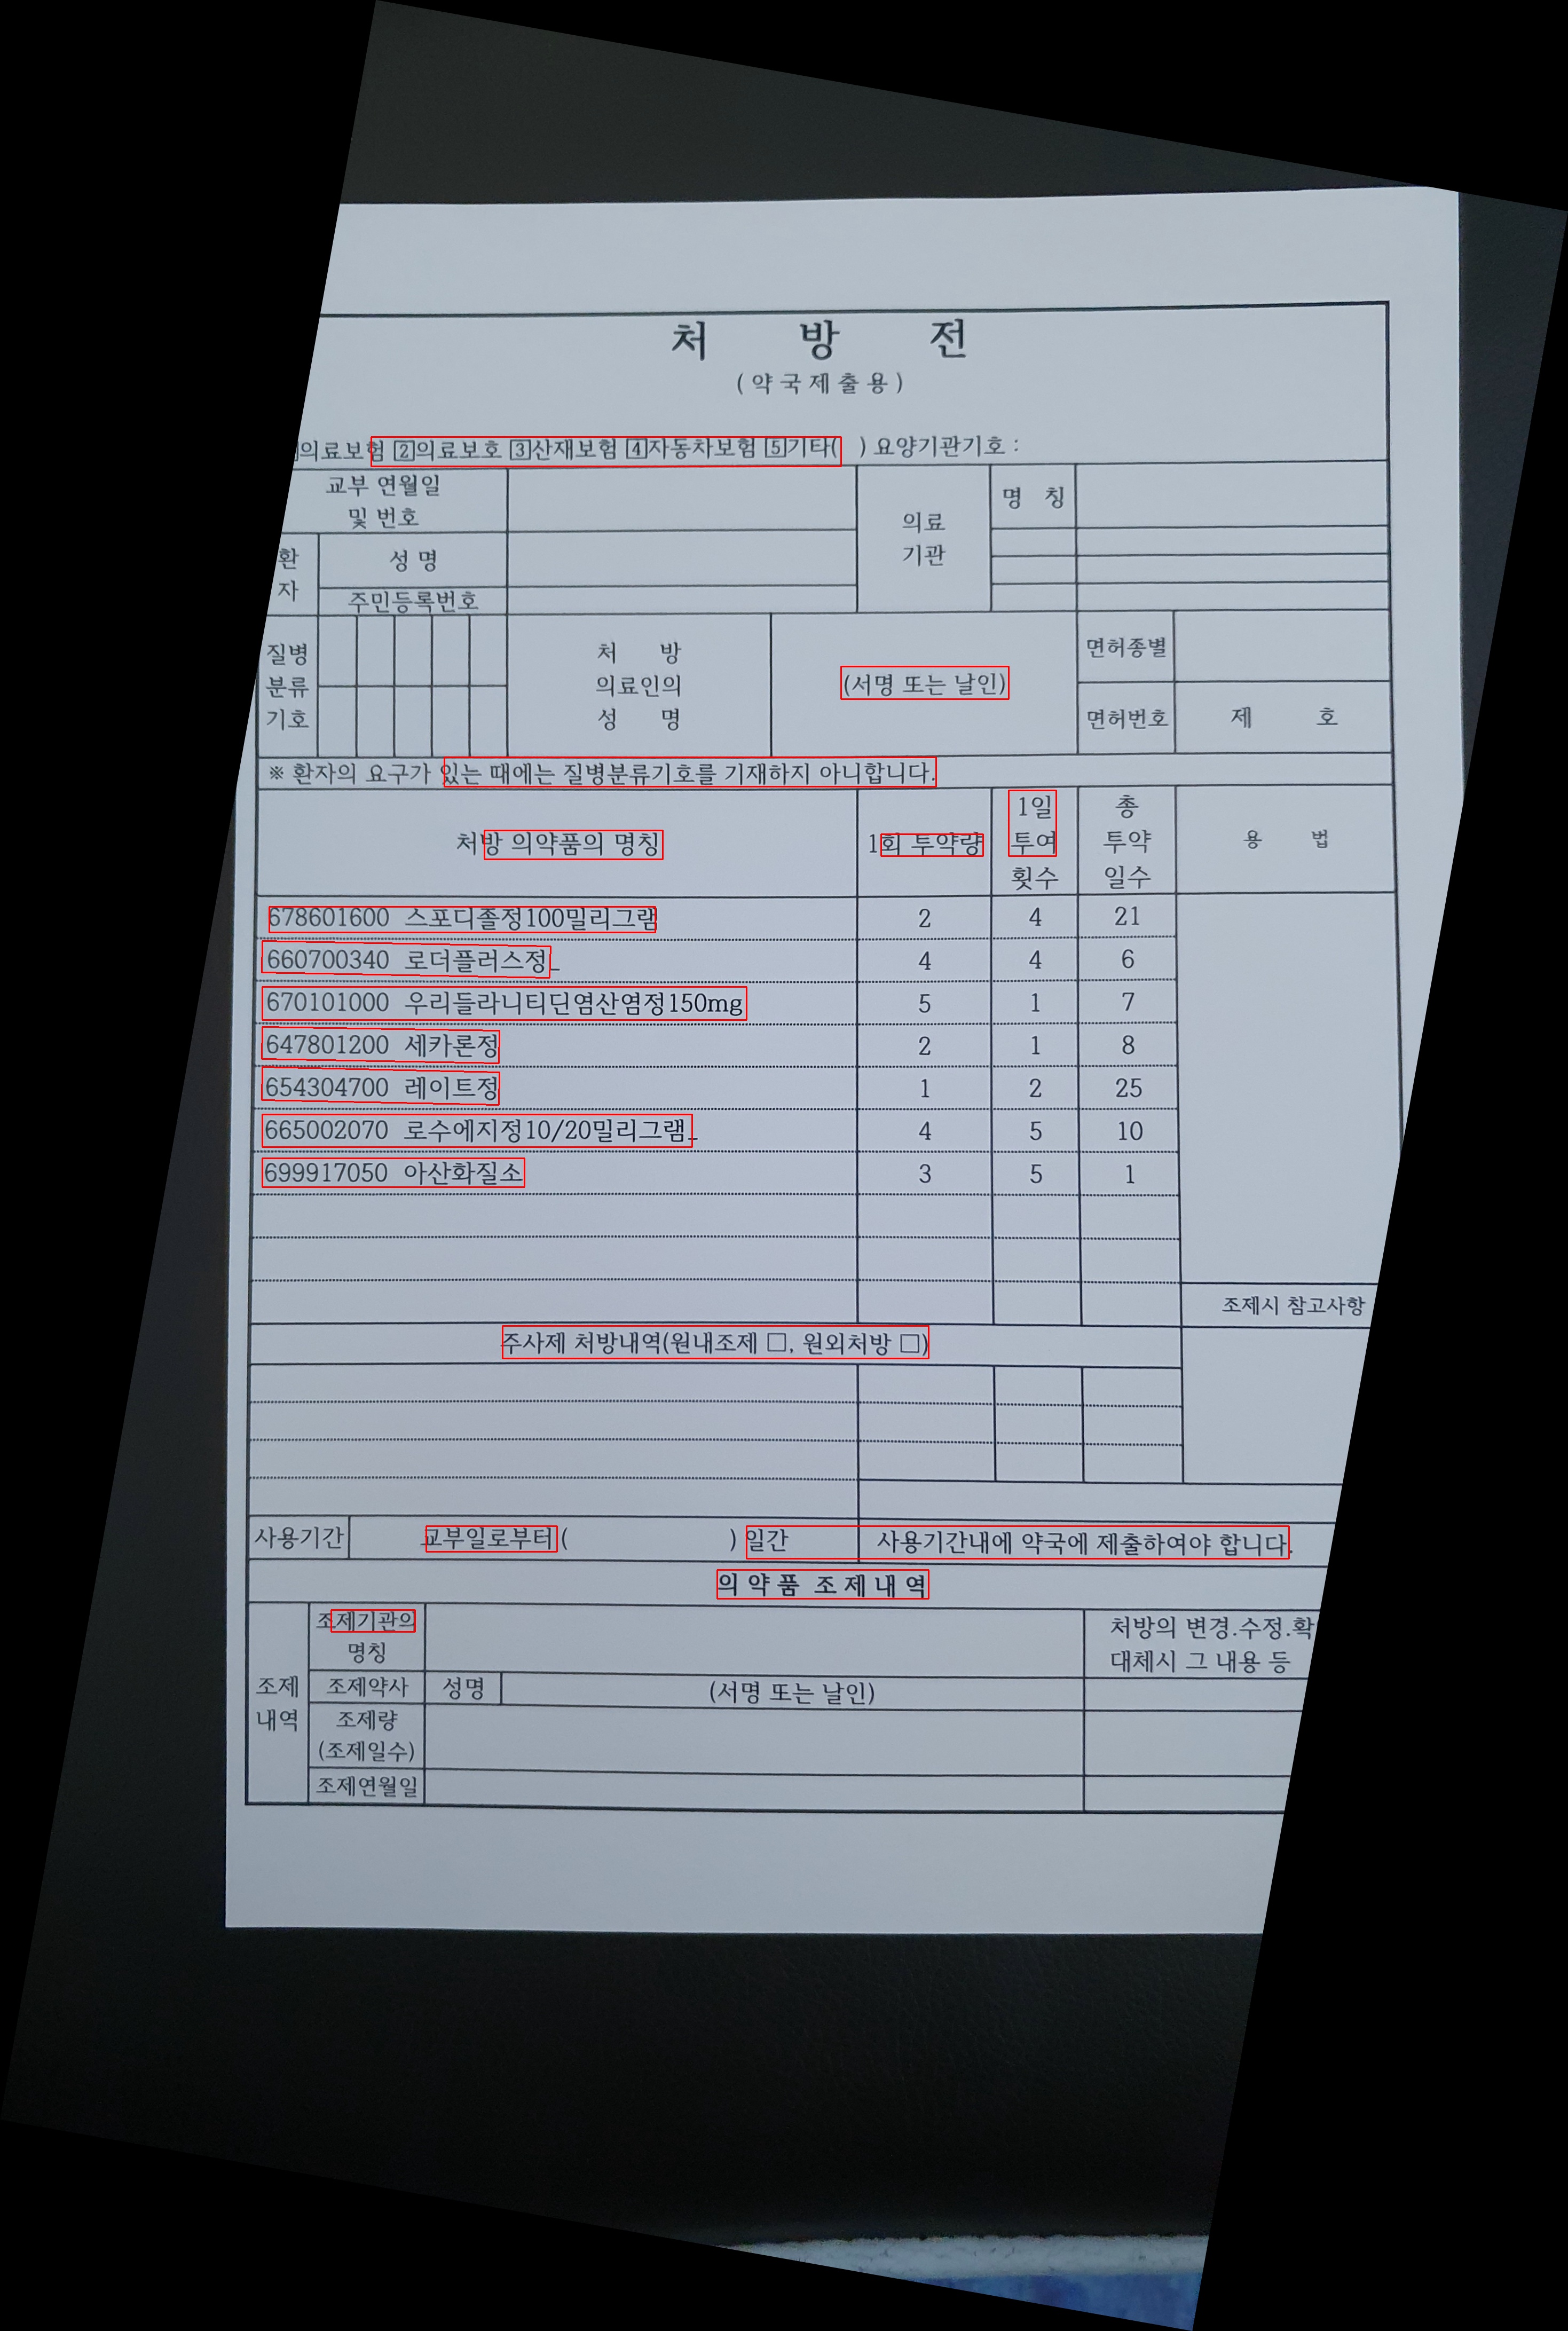 처 방 전
(약국제출용)
의료보험 2의료보호 3산재보험 4자동차보험 5기타( ) 요양기관기호 :
교부 연월일
및 번호
의료
기관
명 칭
환
자
성 명
주민등록번호
질병
분류
기호
처 방
의료인의
성 명
(서명 또는 날인)
면허종별
면허번호
제 호
※ 환자의 요구가 있는 때에는 질병분류기호를 기재하지 아니합니다.
처방 의약품의 명칭
1회 투약량
1일
투여
횟수
총
투약
일수
용 법
678601600 스포디졸정100밀리그램 2 4 21
660700340 로더플러스정_ 4 4 6
670101000 우리들라니티딘염산염정150mg 5 1 7
647801200 세카론정 2 1 8
654304700 레이트정 1 2 25
665002070 로수에지정10/20밀리그램_ 4 5 10
699917050 아산화질소 3 5 1
조제시 참고사항
주사제 처방내역(원내조제 □, 원외처방 □)
사용기간 교부일로부터 ( ) 일간 사용기간내에 약국에 제출하여야 합니다.
의 약 품 조 제 내 역
조제
내역
조제기관의
명칭
처방의 변경.수정.확
대체시 그 내용 등
조제약사 성명 (서명 또는 날인)
조제량
(조제일수)
조제연월일